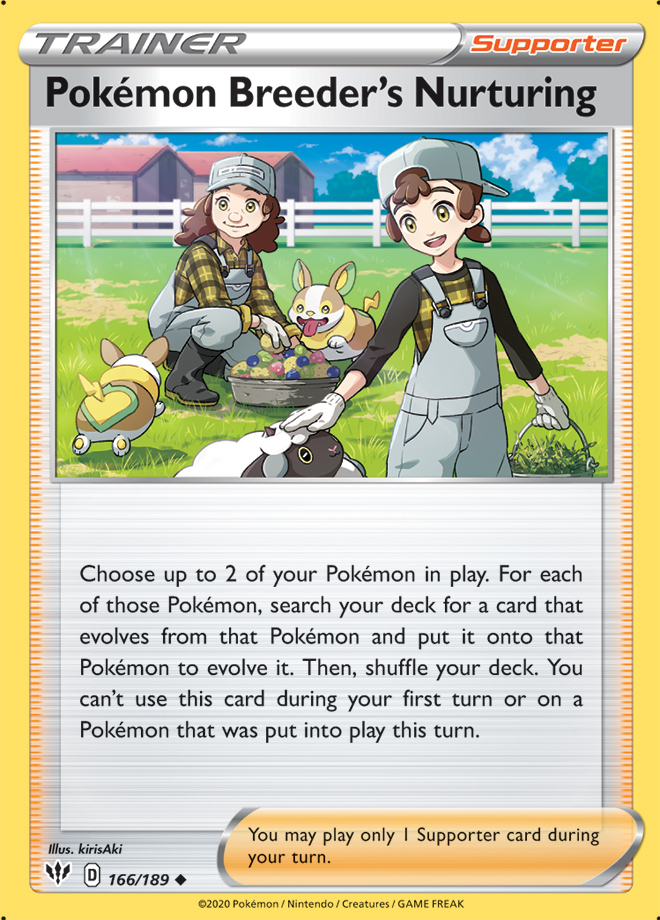 TRAINER
Supporter
Pokémon Breeder's Nurturing
Choose up to 2 of your Pokémon in play. For each
of those Pokémon, search your deck for a card that
evolves from that Pokémon and put it onto that
Pokémon to evolve it. Then, shuffle your deck. You
can't use this card during your first turn or on a
Pokémon that was put into play this turn.
Illus. kirisAki
You may play only 1 Supporter card during
your turn.
D 166/189
©2020 Pokémon / Nintendo / Creatures / GAME FREAK